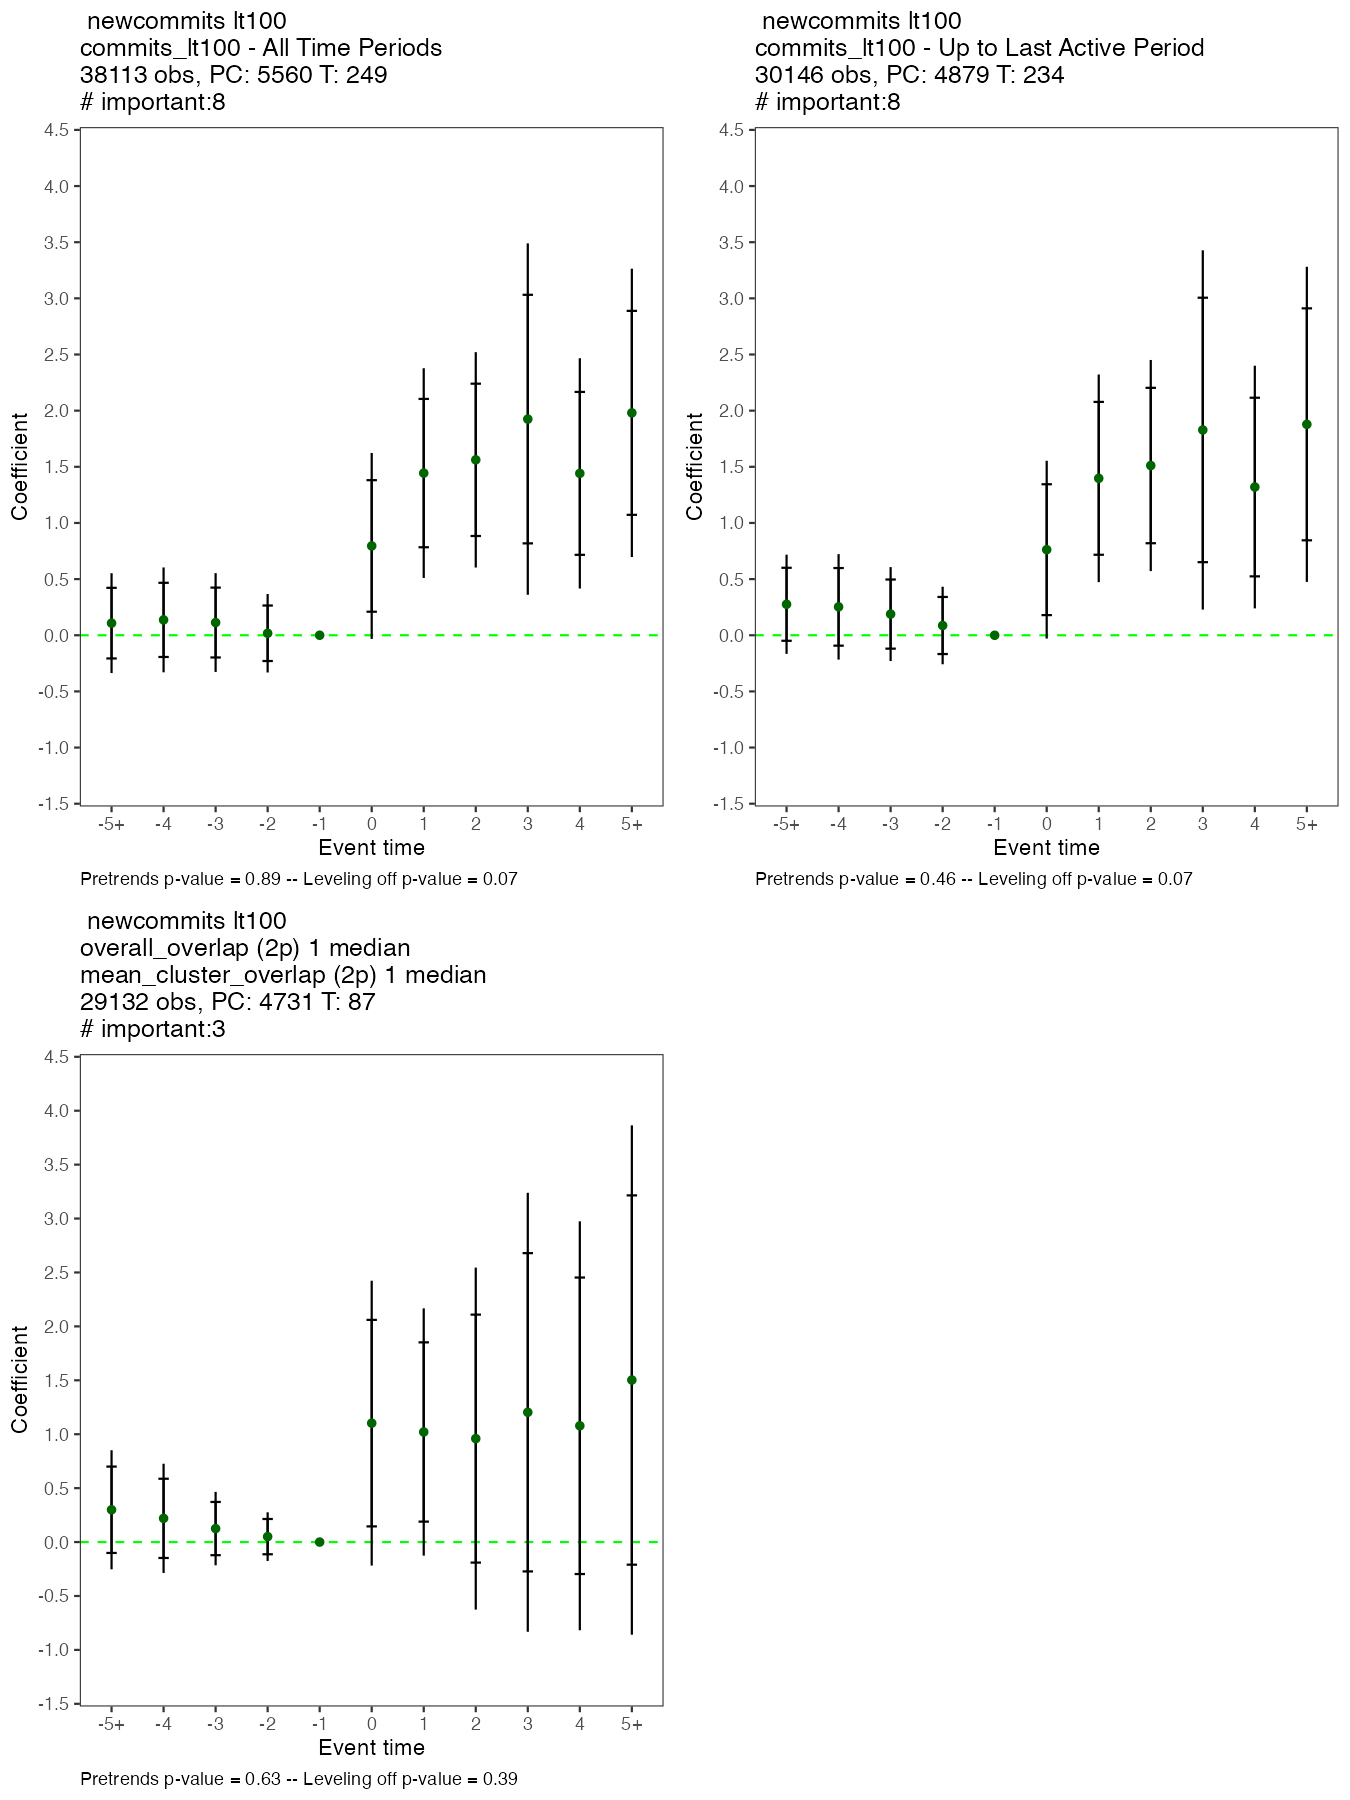 newcommits lt100
commits_lt100 - All Time Periods
38113 obs, PC: 5560 T: 249
# important:8
4.5
4.0
3.5
3.0
2.5
2.0
1.5
1.0
0.5
0.0
-0.5
-1.0
-1.5
Coefficient
-5+ -4 -3 -2 -1 0 1 2 3 4 5+
Event time
Pretrends p-value = 0.89 -- Leveling off p-value = 0.07
newcommits lt100
commits_lt100 - Up to Last Active Period
30146 obs, PC: 4879 T: 234
# important:8
4.5
4.0
3.5
3.0
2.5
2.0
1.5
1.0
0.5
0.0
-0.5
-1.0
-1.5
Coefficient
-5+ -4 -3 -2 -1 0 1 2 3 4 5+
Event time
Pretrends p-value = 0.46 -- Leveling off p-value = 0.07
newcommits lt100
overall_overlap (2p) 1 median
mean_cluster_overlap (2p) 1 median
29132 obs, PC: 4731 T: 87
# important:3
4.5
4.0
3.5
3.0
2.5
2.0
1.5
1.0
0.5
0.0
-0.5
-1.0
-1.5
Coefficient
-5+ -4 -3 -2 -1 0 1 2 3 4 5+
Event time
Pretrends p-value = 0.63 -- Leveling off p-value = 0.39